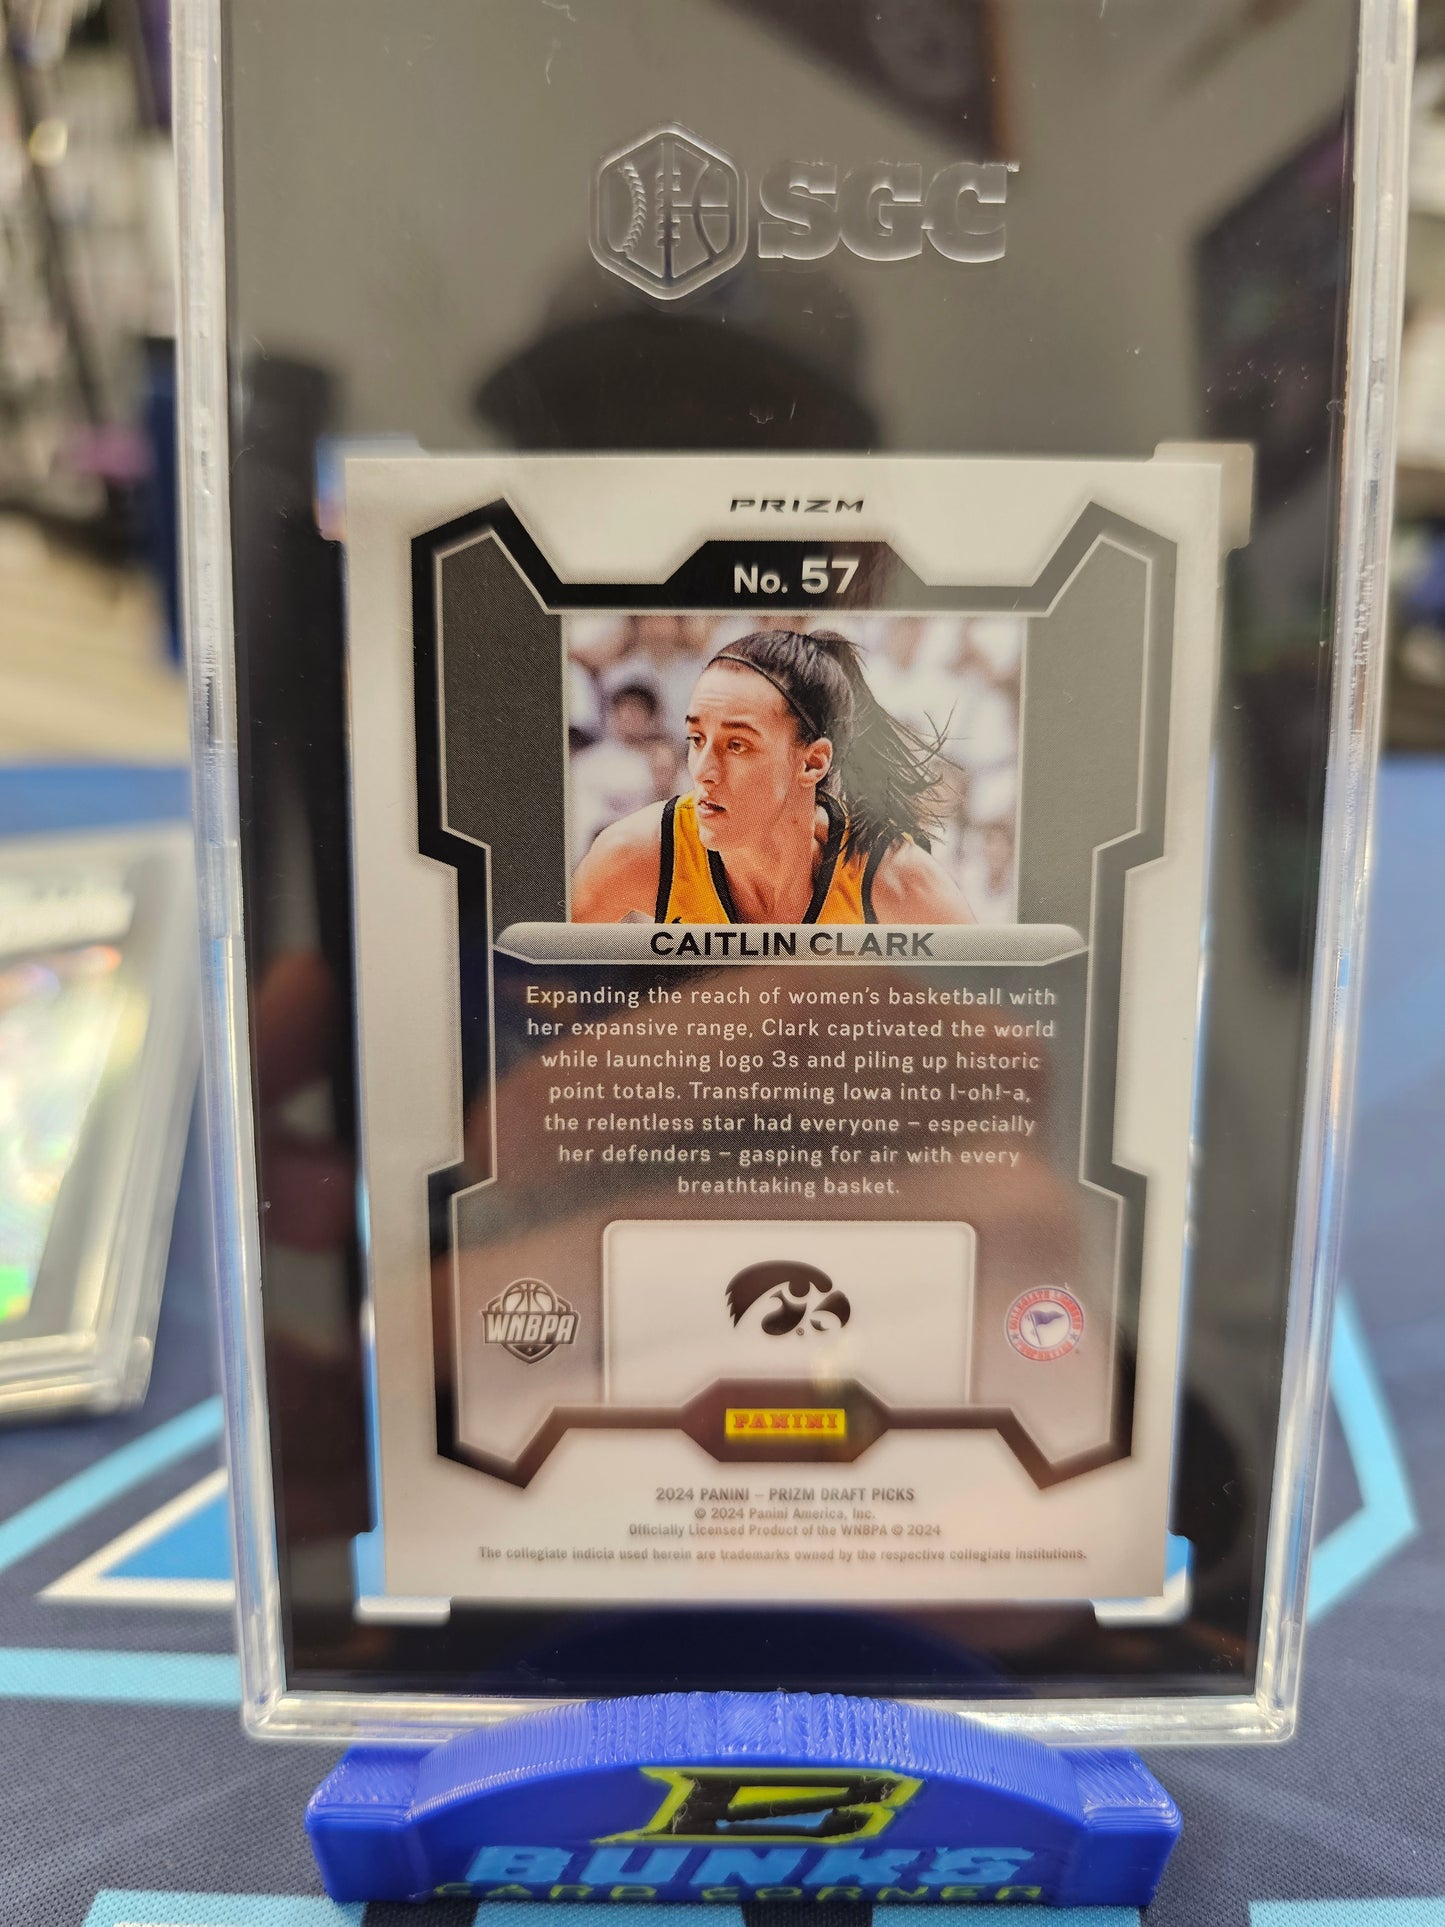 SGC
PRIZM
No. 57
CAITLIN CLARK
Expanding the reach of women's basketball with
her expansive range, Clark captivated the world
while launching logo 3s and piling up historic
point totals. Transforming Iowa into I-oh!-a,
the relentless star had everyone – especially
her defenders – gasping for air with every
breathtaking basket.
WNBPA
COLLEGIATE LICENSED PRODUCT
PANINI
2024 PANINI – PRIZM DRAFT PICKS
© 2024 Panini America, Inc.
Officially Licensed Product of the WNBPA © 2024
The collegiate indicia used herein are trademarks owned by the respective collegiate institutions.
B
BUNKS
CARD CORNER